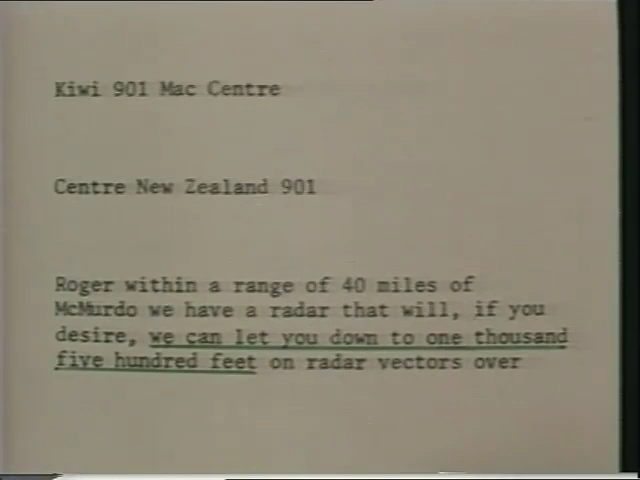 Kiwi 901 Mac Centre
Centre New Zealand 901
Roger within a range of 40 miles of
McMurdo we have a radar that will, if you
desire, we can let you down to one thousand
five hundred feet on radar vectors over